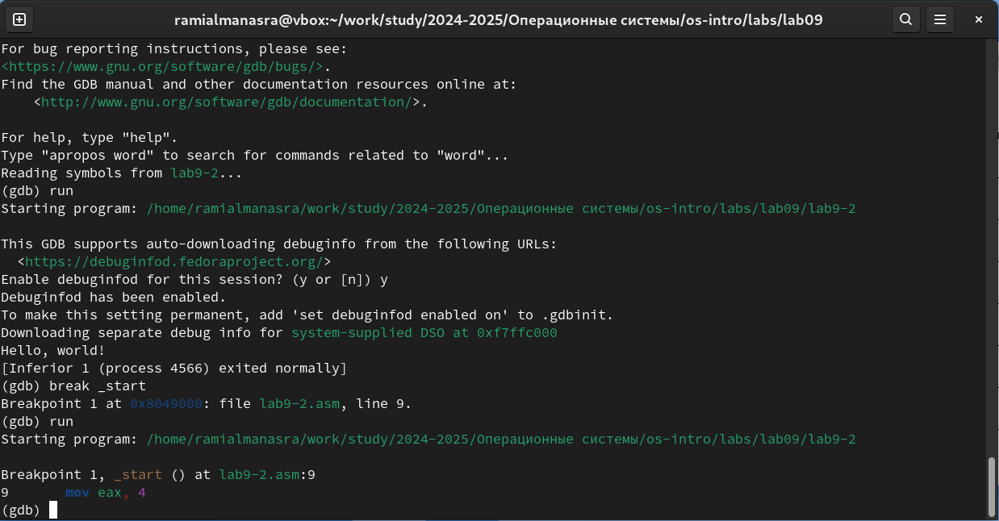 ramialmanasra@vbox:~/work/study/2024-2025/Операционные системы/os-intro/labs/lab09
For bug reporting instructions, please see:
<https://www.gnu.org/software/gdb/bugs/>.
Find the GDB manual and other documentation resources online at:
    <http://www.gnu.org/software/gdb/documentation/>.

For help, type "help".
Type "apropos word" to search for commands related to "word"...
Reading symbols from lab9-2...
(gdb) run
Starting program: /home/ramialmanasra/work/study/2024-2025/Операционные системы/os-intro/labs/lab09/lab9-2

This GDB supports auto-downloading debuginfo from the following URLs:
  <https://debuginfod.fedoraproject.org/>
Enable debuginfod for this session? (y or [n]) y
Debuginfod has been enabled.
To make this setting permanent, add 'set debuginfod enabled on' to .gdbinit.
Downloading separate debug info for system-supplied DSO at 0xf7ffc000
Hello, world!
[Inferior 1 (process 4566) exited normally]
(gdb) break _start
Breakpoint 1 at 0x8049000: file lab9-2.asm, line 9.
(gdb) run
Starting program: /home/ramialmanasra/work/study/2024-2025/Операционные системы/os-intro/labs/lab09/lab9-2

Breakpoint 1, _start () at lab9-2.asm:9
9       mov eax, 4
(gdb)